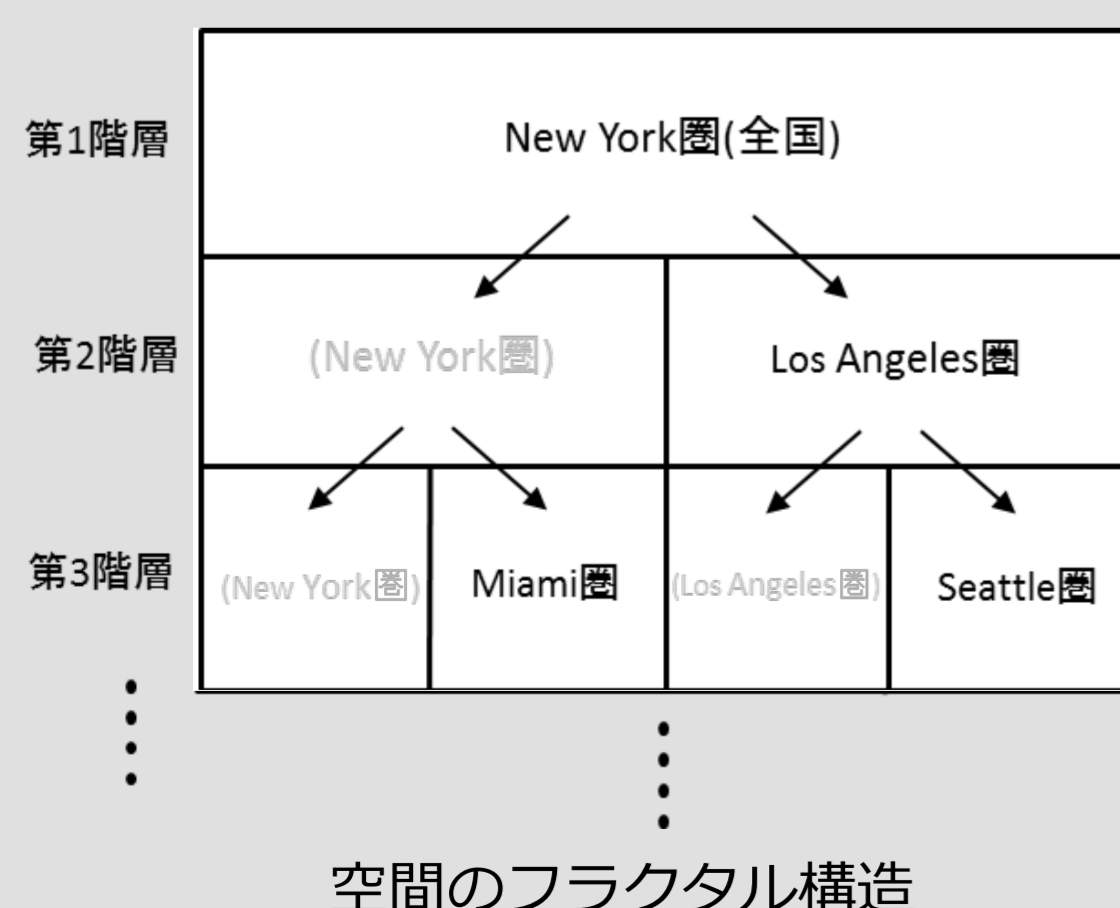 第1階層
New York圏(全国)
第2階層
(New York圏)
Los Angeles圏
第3階層
(New York圏)
Miami圏
(Los Angeles圏)
Seattle圏
空間のフラクタル構造